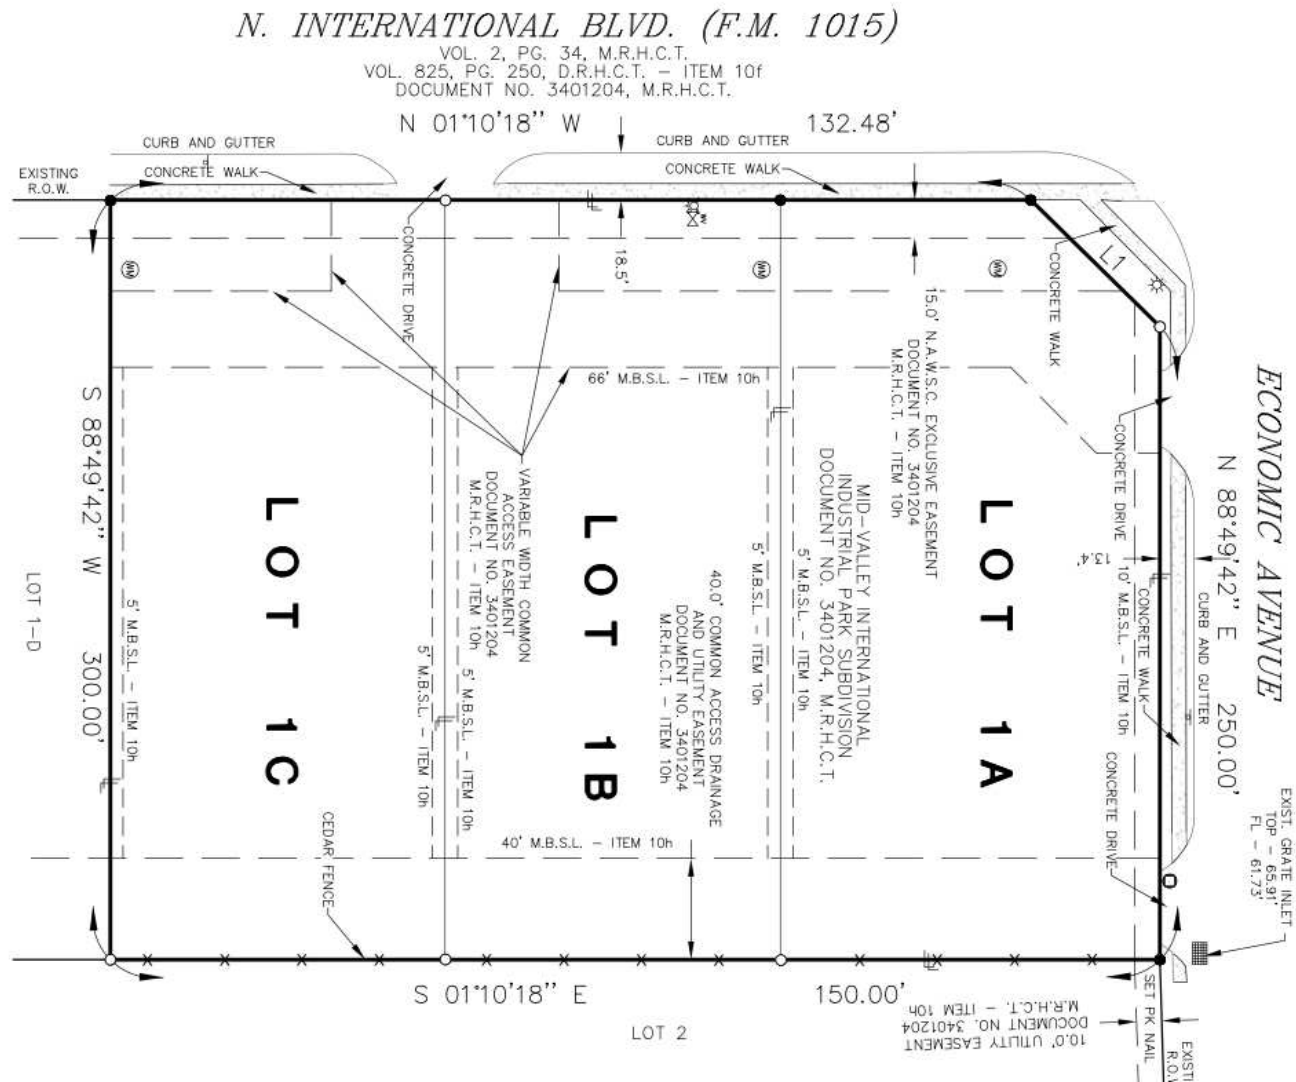 N. INTERNATIONAL BLVD. (F.M. 1015)
VOL. 2, PG. 34, M.R.H.C.T.
VOL. 825, PG. 250, D.R.H.C.T. - ITEM 10f
DOCUMENT NO. 3401204, M.R.H.C.T.
N 01°10'18" W
132.48'
CURB AND GUTTER
CURB AND GUTTER
EXISTING
R.O.W.
CONCRETE WALK
CONCRETE WALK
CONCRETE DRIVE
WM
WM
WM
WV
18.5'
L1
CONCRETE WALK
15.0' N.A.W.S.C. EXCLUSIVE EASEMENT
DOCUMENT NO. 3401204
M.R.H.C.T. - ITEM 10h
66' M.B.S.L. - ITEM 10h
ECONOMIC AVENUE
N 88°49'42" E 250.00'
CONCRETE DRIVE
13.4'
CURB AND GUTTER
CONCRETE WALK
10' M.B.S.L. - ITEM 10h
CONCRETE DRIVE
S 88°49'42" W 300.00'
LOT 1-D
5' M.B.S.L. - ITEM 10h
LOT 1C
5' M.B.S.L. - ITEM 10h
5' M.B.S.L. - ITEM 10h
VARIABLE WIDTH COMMON
ACCESS EASEMENT
DOCUMENT NO. 3401204
M.R.H.C.T. - ITEM 10h
LOT 1B
40.0' COMMON ACCESS DRAINAGE
AND UTILITY EASEMENT
DOCUMENT NO. 3401204
M.R.H.C.T. - ITEM 10h
5' M.B.S.L. - ITEM 10h
5' M.B.S.L. - ITEM 10h
MID-VALLEY INTERNATIONAL
INDUSTRIAL PARK SUBDIVISION
DOCUMENT NO. 3401204, M.R.H.C.T.
LOT 1A
40' M.B.S.L. - ITEM 10h
CEDAR FENCE
EXIST. GRATE INLET
TOP - 65.91'
FL - 61.73'
S 01°10'18" E
150.00'
LOT 2
10.0' UTILITY EASEMENT
DOCUMENT NO. 3401204
M.R.H.C.T. - ITEM 10h
SET PK NAIL
EXISTI
R.O.W